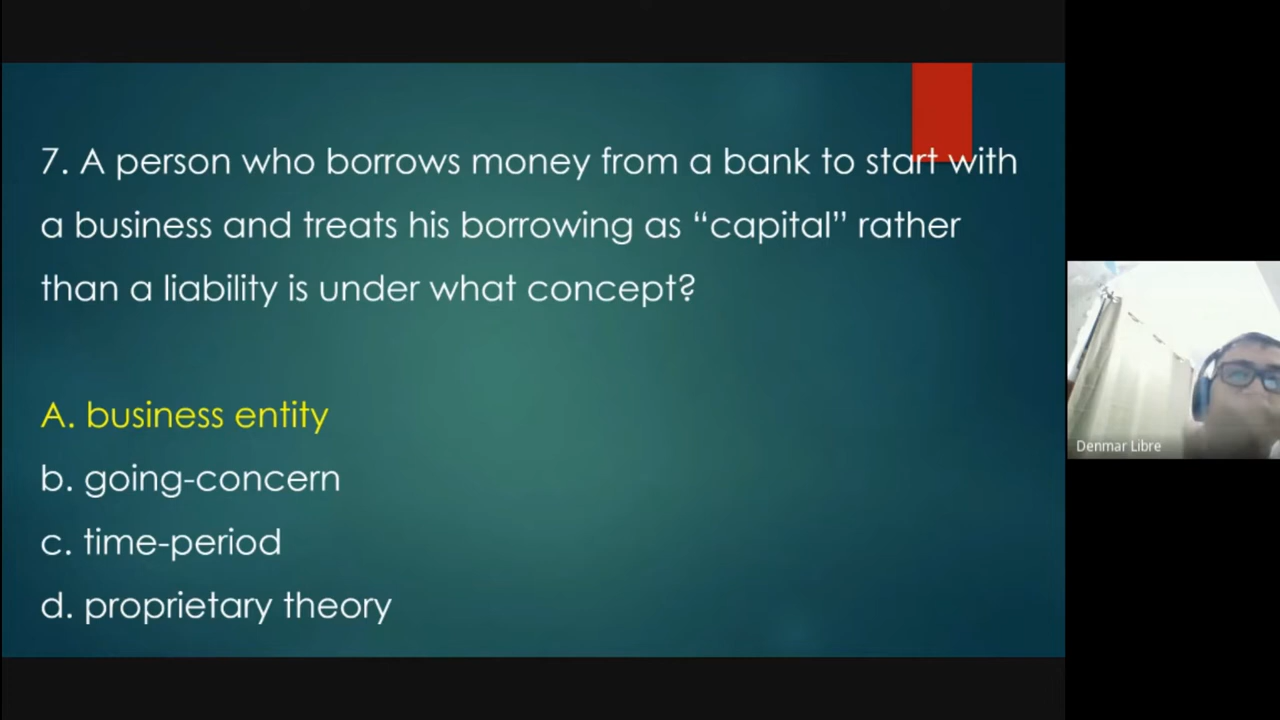 7. A person who borrows money from a bank to start with
a business and treats his borrowing as “capital” rather
than a liability is under what concept?
A. business entity
b. going-concern
c. time-period
d. proprietary theory
Denmar Libre